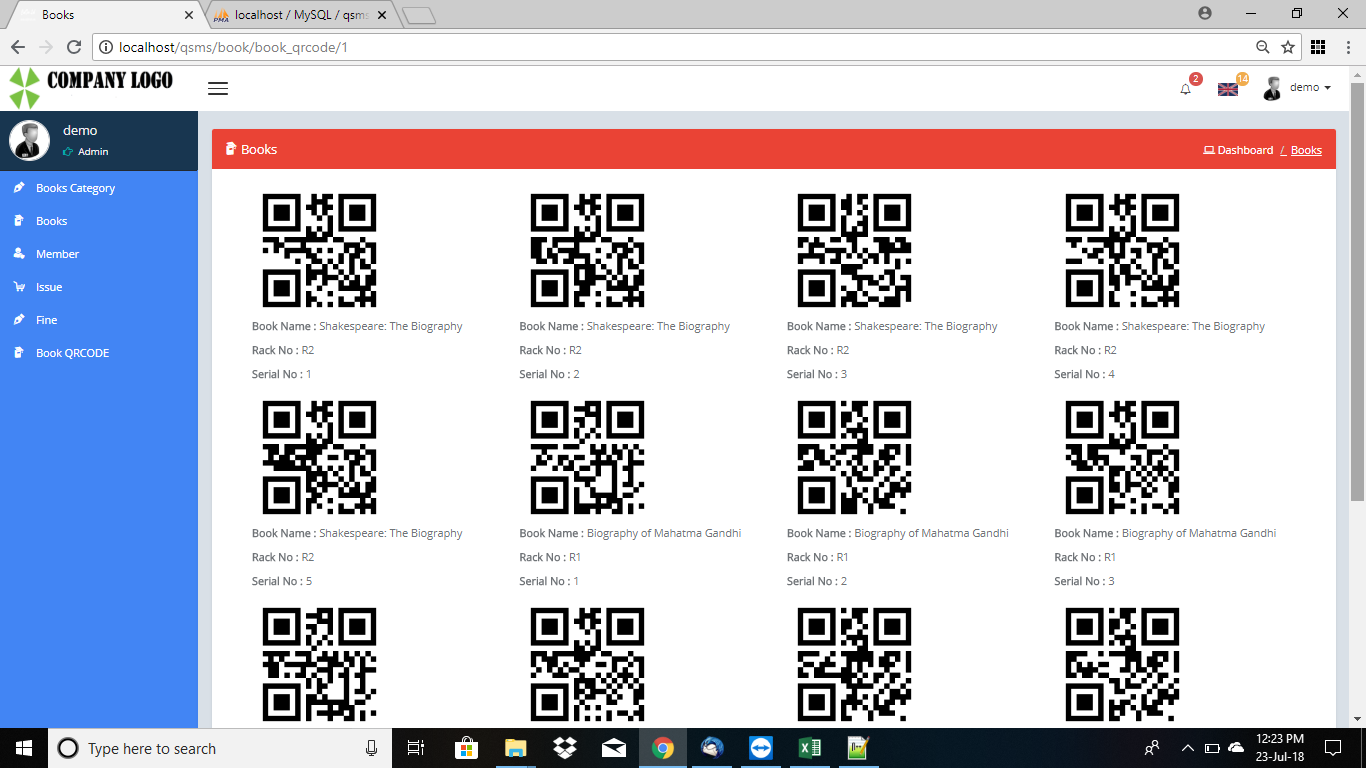 Books
localhost / MySQL / qsms
localhost/qsms/book/book_qrcode/1
COMPANY LOGO
2
14
demo
demo
Admin
Books
Dashboard / Books
Books Category
Books
Member
Issue
Fine
Book QRCODE
Book Name : Shakespeare: The Biography
Rack No : R2
Serial No : 1
Book Name : Shakespeare: The Biography
Rack No : R2
Serial No : 2
Book Name : Shakespeare: The Biography
Rack No : R2
Serial No : 3
Book Name : Shakespeare: The Biography
Rack No : R2
Serial No : 4
Book Name : Shakespeare: The Biography
Rack No : R2
Serial No : 5
Book Name : Biography of Mahatma Gandhi
Rack No : R1
Serial No : 1
Book Name : Biography of Mahatma Gandhi
Rack No : R1
Serial No : 2
Book Name : Biography of Mahatma Gandhi
Rack No : R1
Serial No : 3
Type here to search
12:23 PM
23-Jul-18